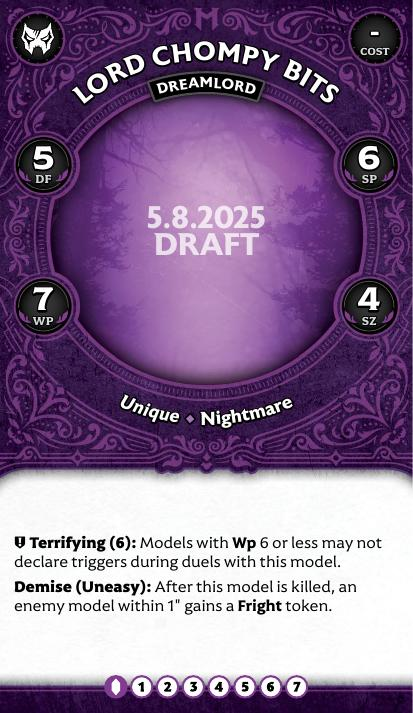 -
COST
LORD CHOMPY BITS
DREAMLORD
5
DF
6
SP
5.8.2025
DRAFT
7
WP
4
SZ
Unique ◆ Nightmare
Terrifying (6): Models with Wp 6 or less may not
declare triggers during duels with this model.
Demise (Uneasy): After this model is killed, an
enemy model within 1" gains a Fright token.
1 2 3 4 5 6 7